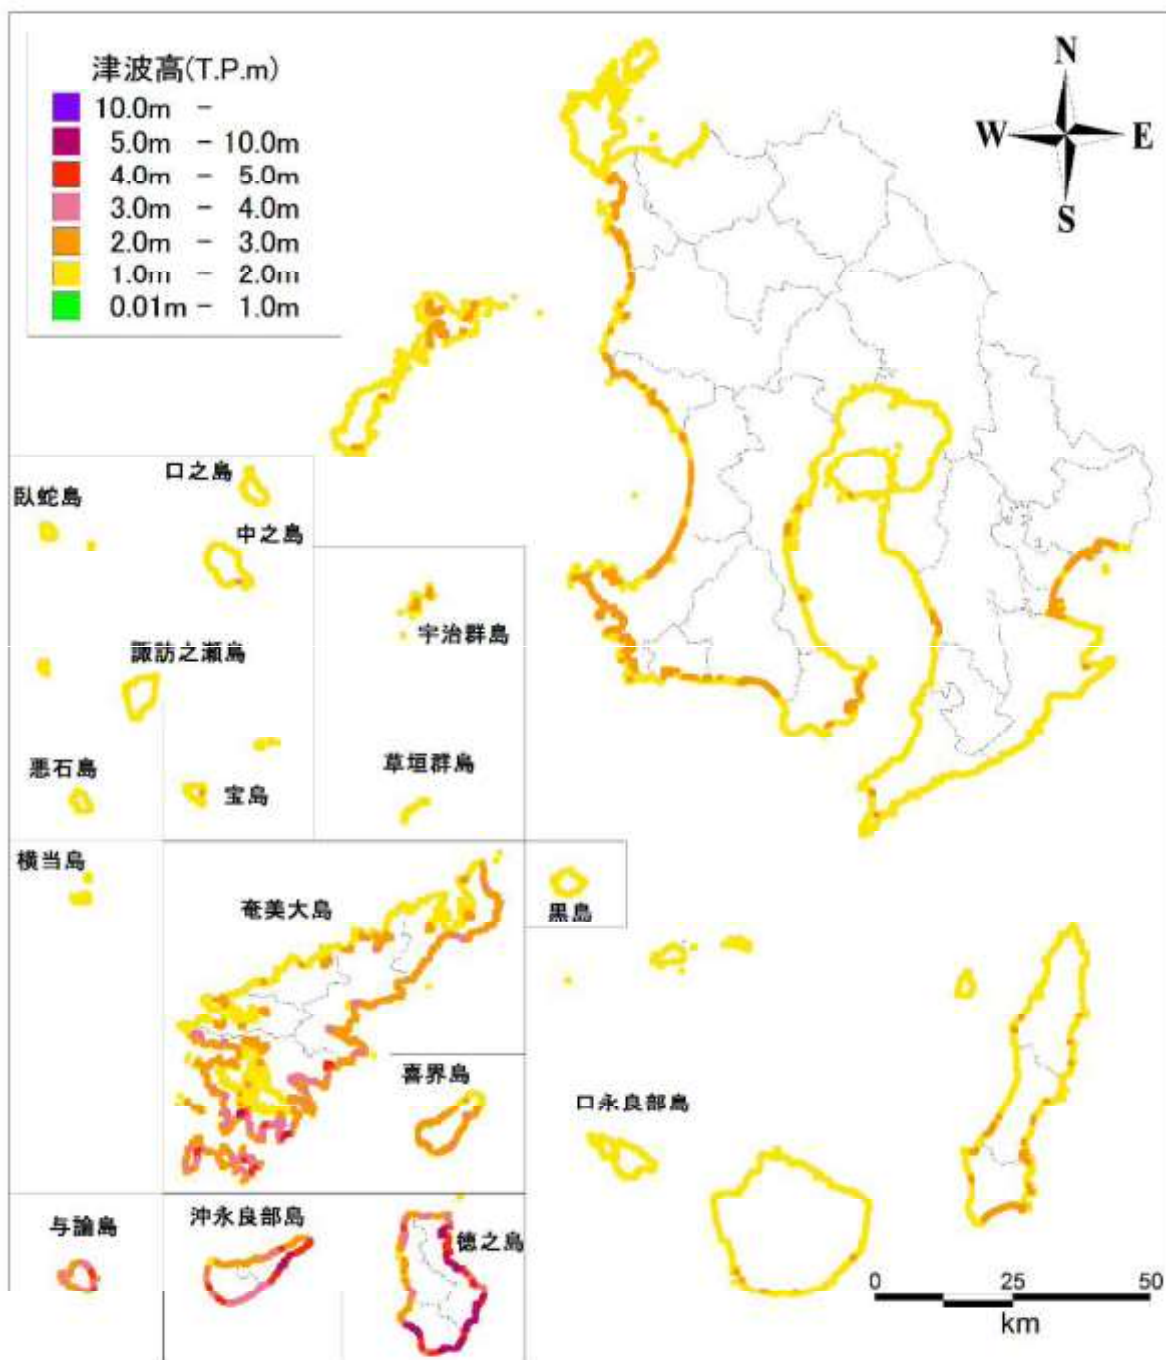 津波高(T.P.m)
10.0m -
5.0m - 10.0m
4.0m - 5.0m
3.0m - 4.0m
2.0m - 3.0m
1.0m - 2.0m
0.01m - 1.0m
N
W E
S
口之島
臥蛇島
中之島
宇治群島
諏訪之瀬島
悪石島
草垣群島
宝島
横当島
奄美大島
黒島
喜界島
口永良部島
与論島
沖永良部島
徳之島
0 25 50
km